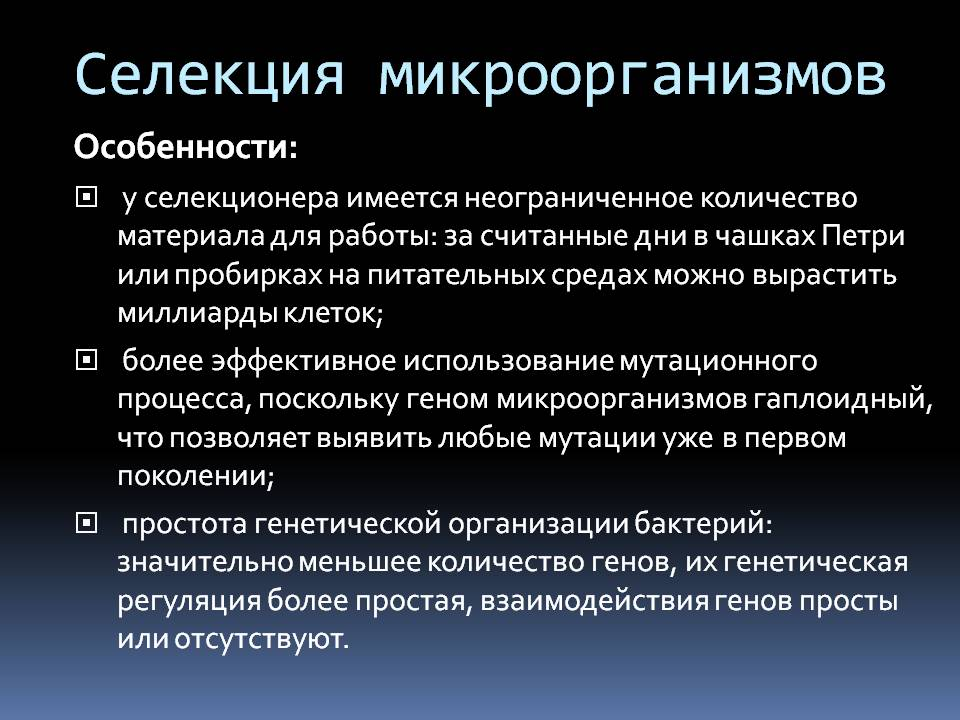 Селекция микроорганизмов
Особенности:
у селекционера имеется неограниченное количество
материала для работы: за считанные дни в чашках Петри
или пробирках на питательных средах можно вырастить
миллиарды клеток;
более эффективное использование мутационного
процесса, поскольку геном микроорганизмов гаплоидный,
что позволяет выявить любые мутации уже в первом
поколении;
простота генетической организации бактерий:
значительно меньшее количество генов, их генетическая
регуляция более простая, взаимодействия генов просты
или отсутствуют.